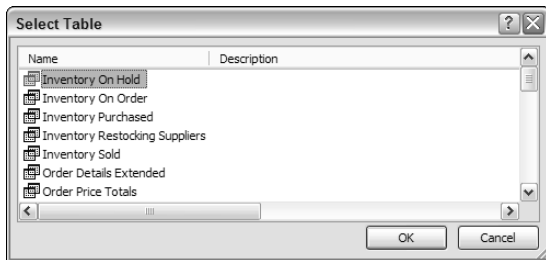 Select Table
Name Description
Inventory On Hold
Inventory On Order
Inventory Purchased
Inventory Restocking Suppliers
Inventory Sold
Order Details Extended
Order Price Totals
OK Cancel